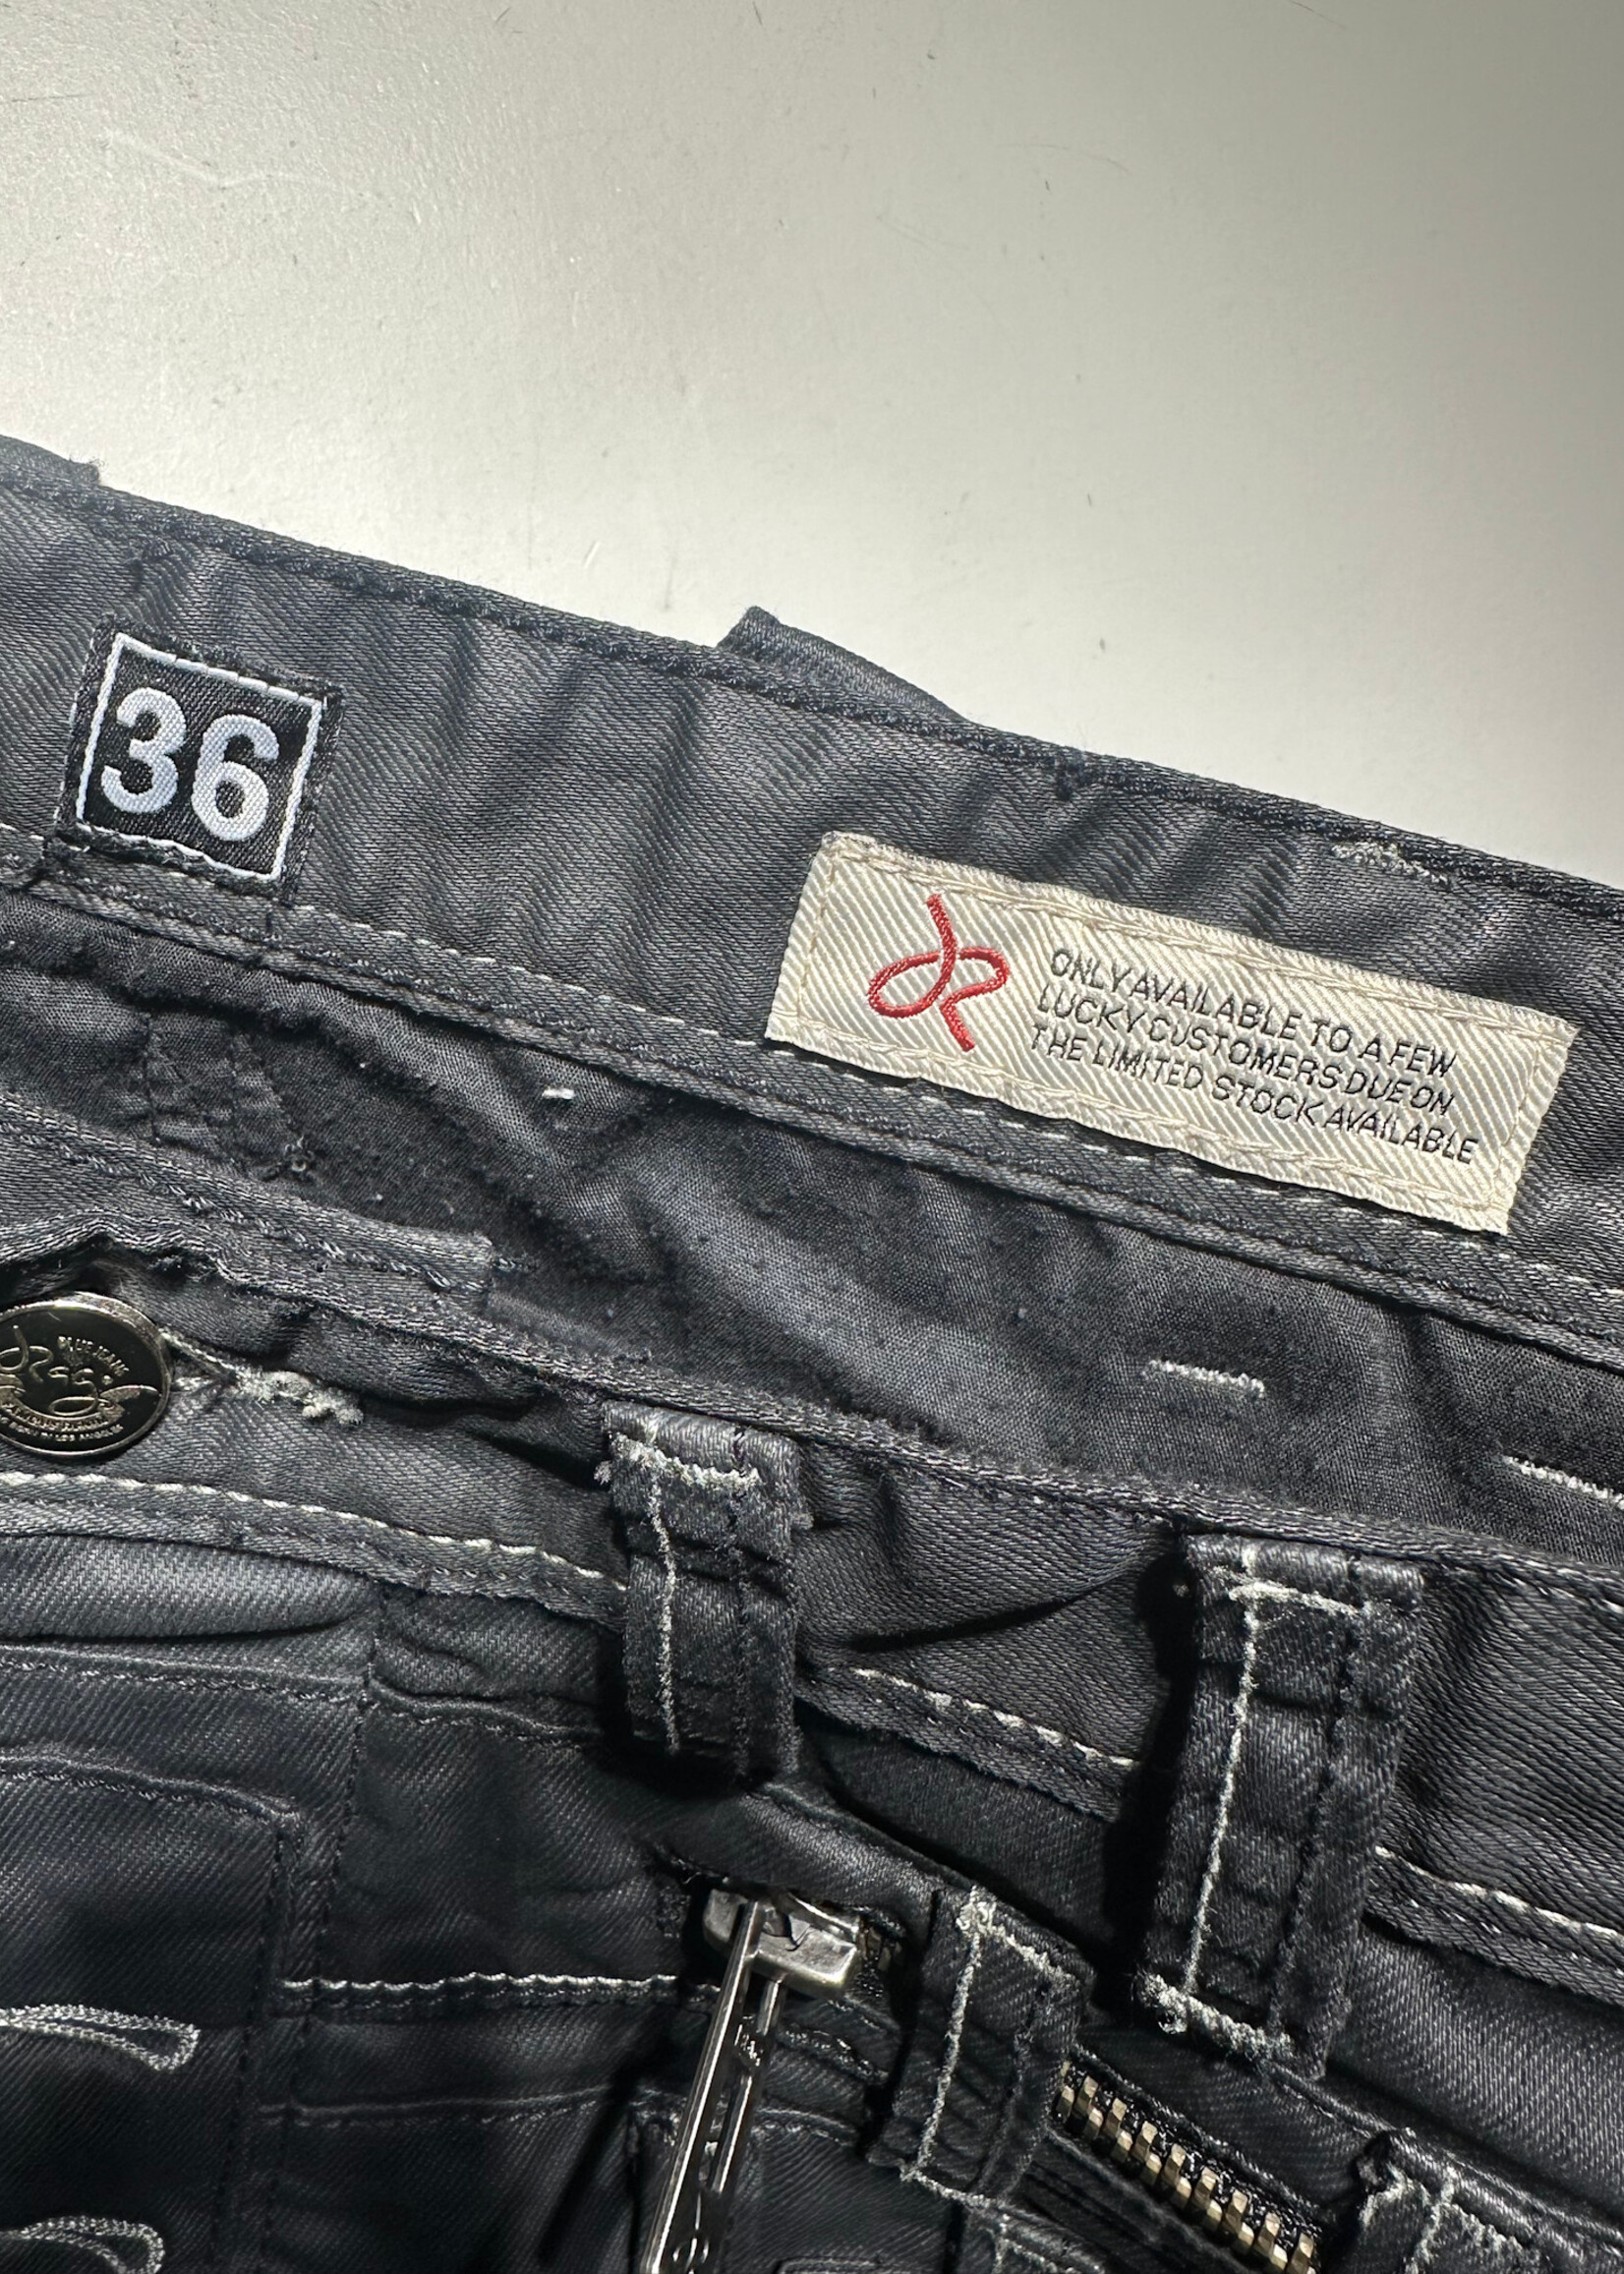 36
ONLY AVAILABLE TO A FEW
LUCKY CUSTOMERS DUE ON
THE LIMITED STOCK AVAILABLE